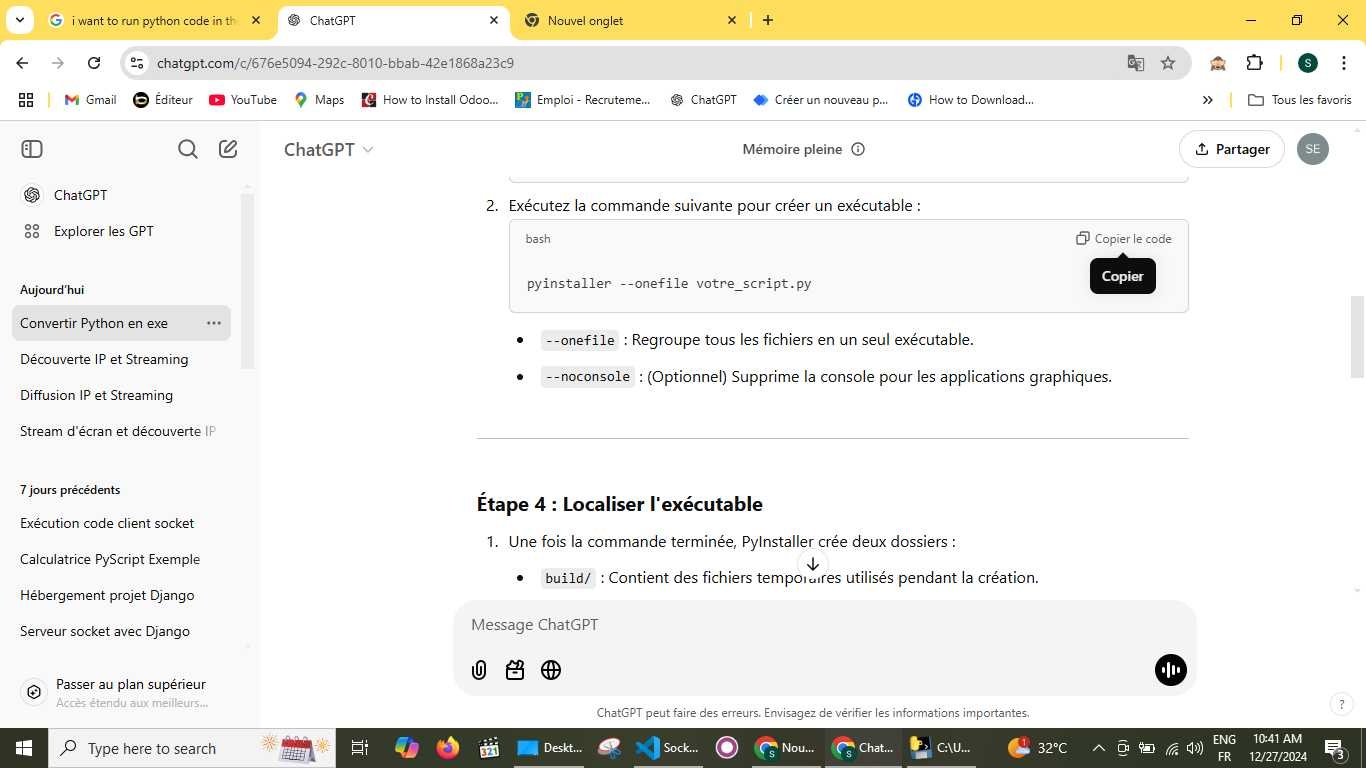 i want to run python code in th
ChatGPT
Nouvel onglet
chatgpt.com/c/676e5094-292c-8010-bbab-42e1868a23c9
S
Gmail
Éditeur
YouTube
Maps
How to Install Odoo...
Emploi - Recruteme...
ChatGPT
Créer un nouveau p...
How to Download...
Tous les favoris
ChatGPT
Mémoire pleine
Partager
SE
ChatGPT
Explorer les GPT
Aujourd'hui
Convertir Python en exe
Découverte IP et Streaming
Diffusion IP et Streaming
Stream d'écran et découverte IP
7 jours précédents
Exécution code client socket
Calculatrice PyScript Exemple
Hébergement projet Django
Serveur socket avec Django
Passer au plan supérieur
Accès étendu aux meilleurs...
2. Exécutez la commande suivante pour créer un exécutable :
bash
Copier le code
Copier
pyinstaller --onefile votre_script.py
--onefile : Regroupe tous les fichiers en un seul exécutable.
--noconsole : (Optionnel) Supprime la console pour les applications graphiques.
Étape 4 : Localiser l'exécutable
1. Une fois la commande terminée, PyInstaller crée deux dossiers :
build/ : Contient des fichiers temporaires utilisés pendant la création.
Message ChatGPT
ChatGPT peut faire des erreurs. Envisagez de vérifier les informations importantes.
?
Type here to search
321
Deskt...
Sock...
Nou...
Chat...
C:\U...
32°C
ENG
FR
10:41 AM
12/27/2024
3